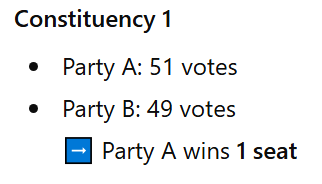 Constituency 1
• Party A: 51 votes
• Party B: 49 votes
➡ Party A wins 1 seat